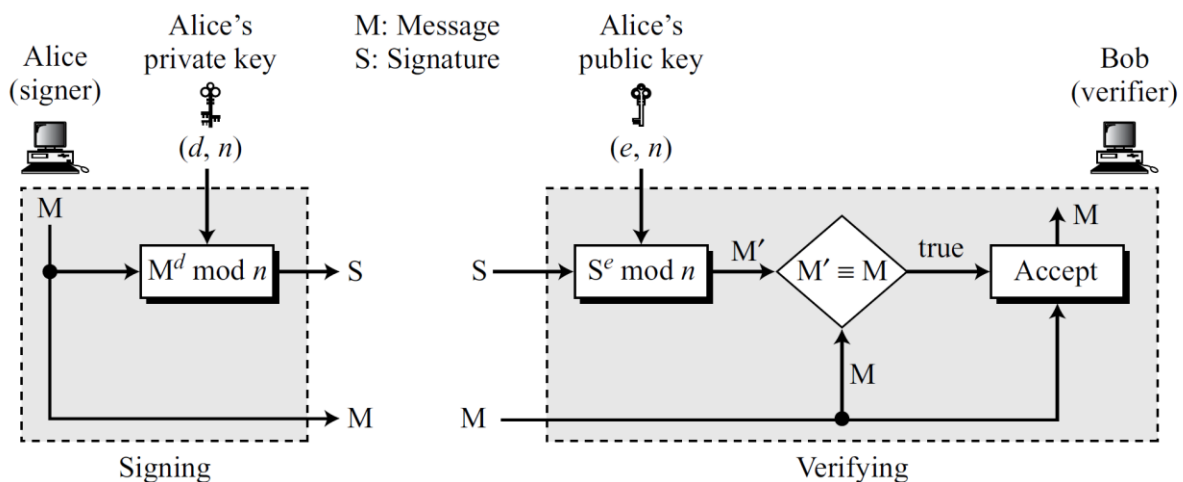 Alice
(signer)
Alice's
private key
(d, n)
M: Message
S: Signature
Alice's
public key
(e, n)
Bob
(verifier)
M
M^d mod n
S
M
Signing
S
S^e mod n
M′
M′ ≡ M
true
Accept
M
M
M
Verifying